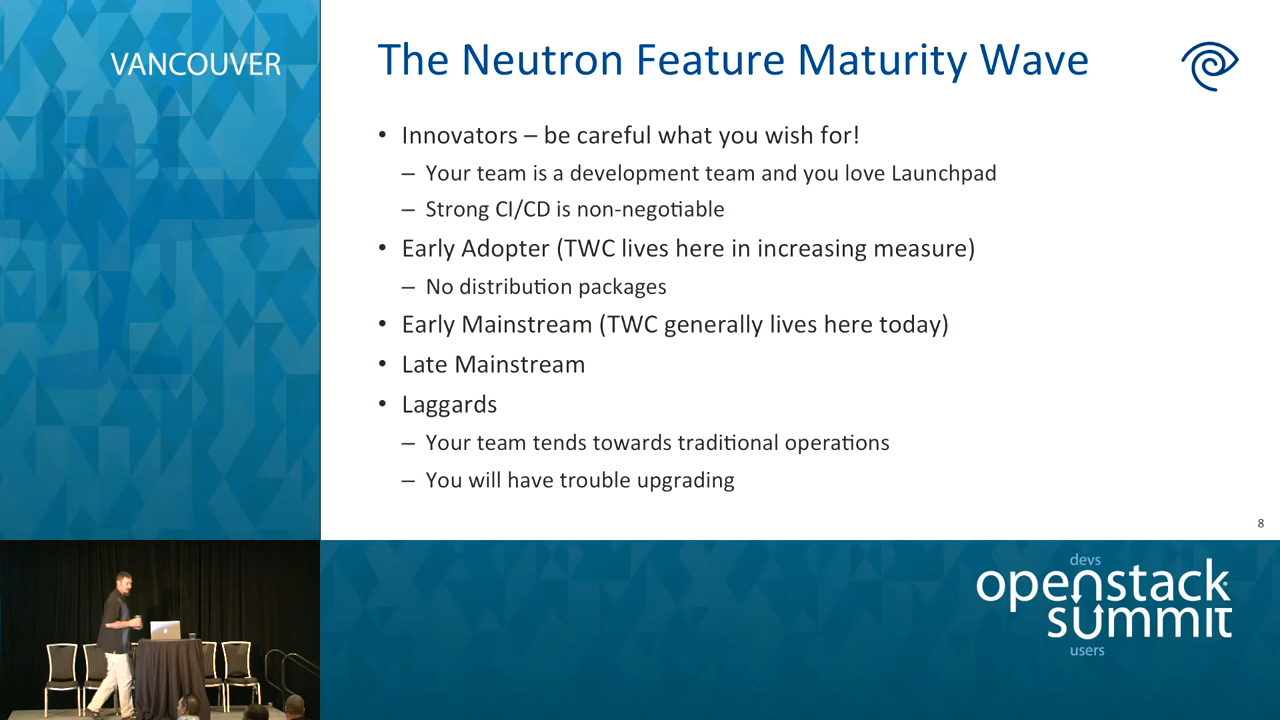 VANCOUVER
The Neutron Feature Maturity Wave
• Innovators – be careful what you wish for!
– Your team is a development team and you love Launchpad
– Strong CI/CD is non-negotiable
• Early Adopter (TWC lives here in increasing measure)
– No distribution packages
• Early Mainstream (TWC generally lives here today)
• Late Mainstream
• Laggards
– Your team tends towards traditional operations
– You will have trouble upgrading
8
devs
openstack
summit
users